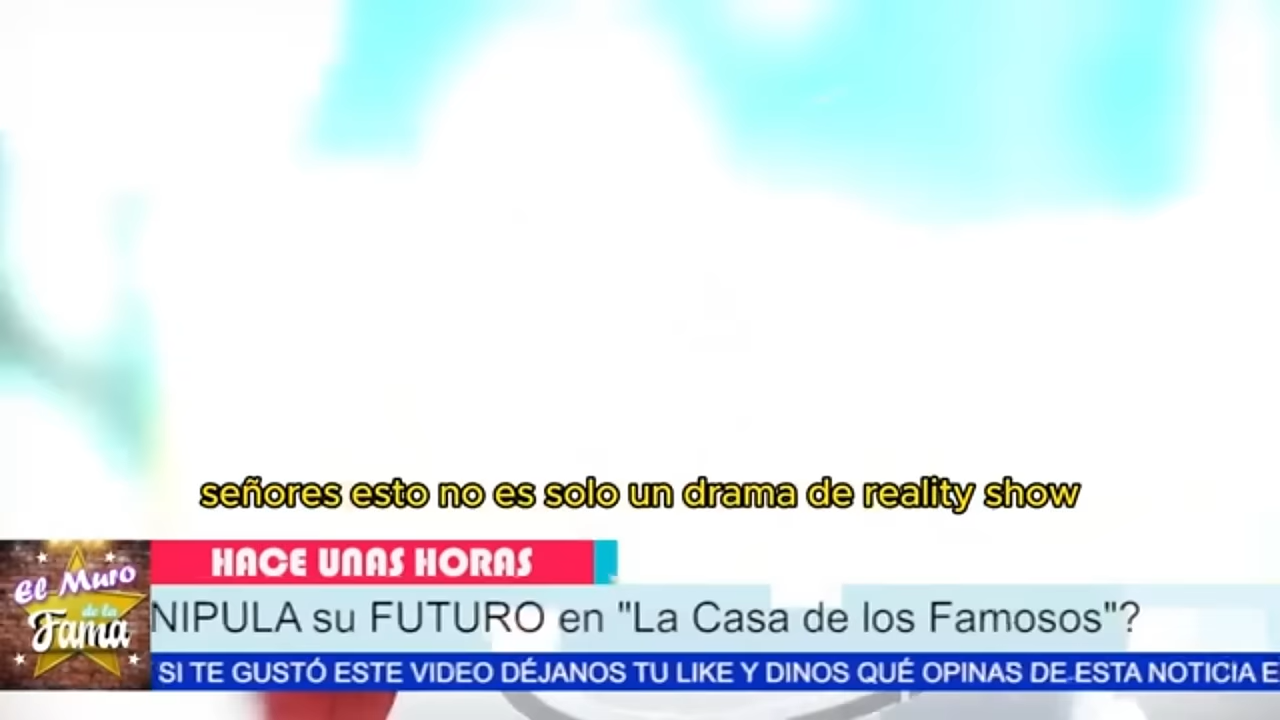 señores esto no es solo un drama de reality show
HACE UNAS HORAS
El Muro
de la
Fama
NIPULA su FUTURO en "La Casa de los Famosos"?
SI TE GUSTÓ ESTE VIDEO DÉJANOS TU LIKE Y DINOS QUÉ OPINAS DE ESTA NOTICIA E